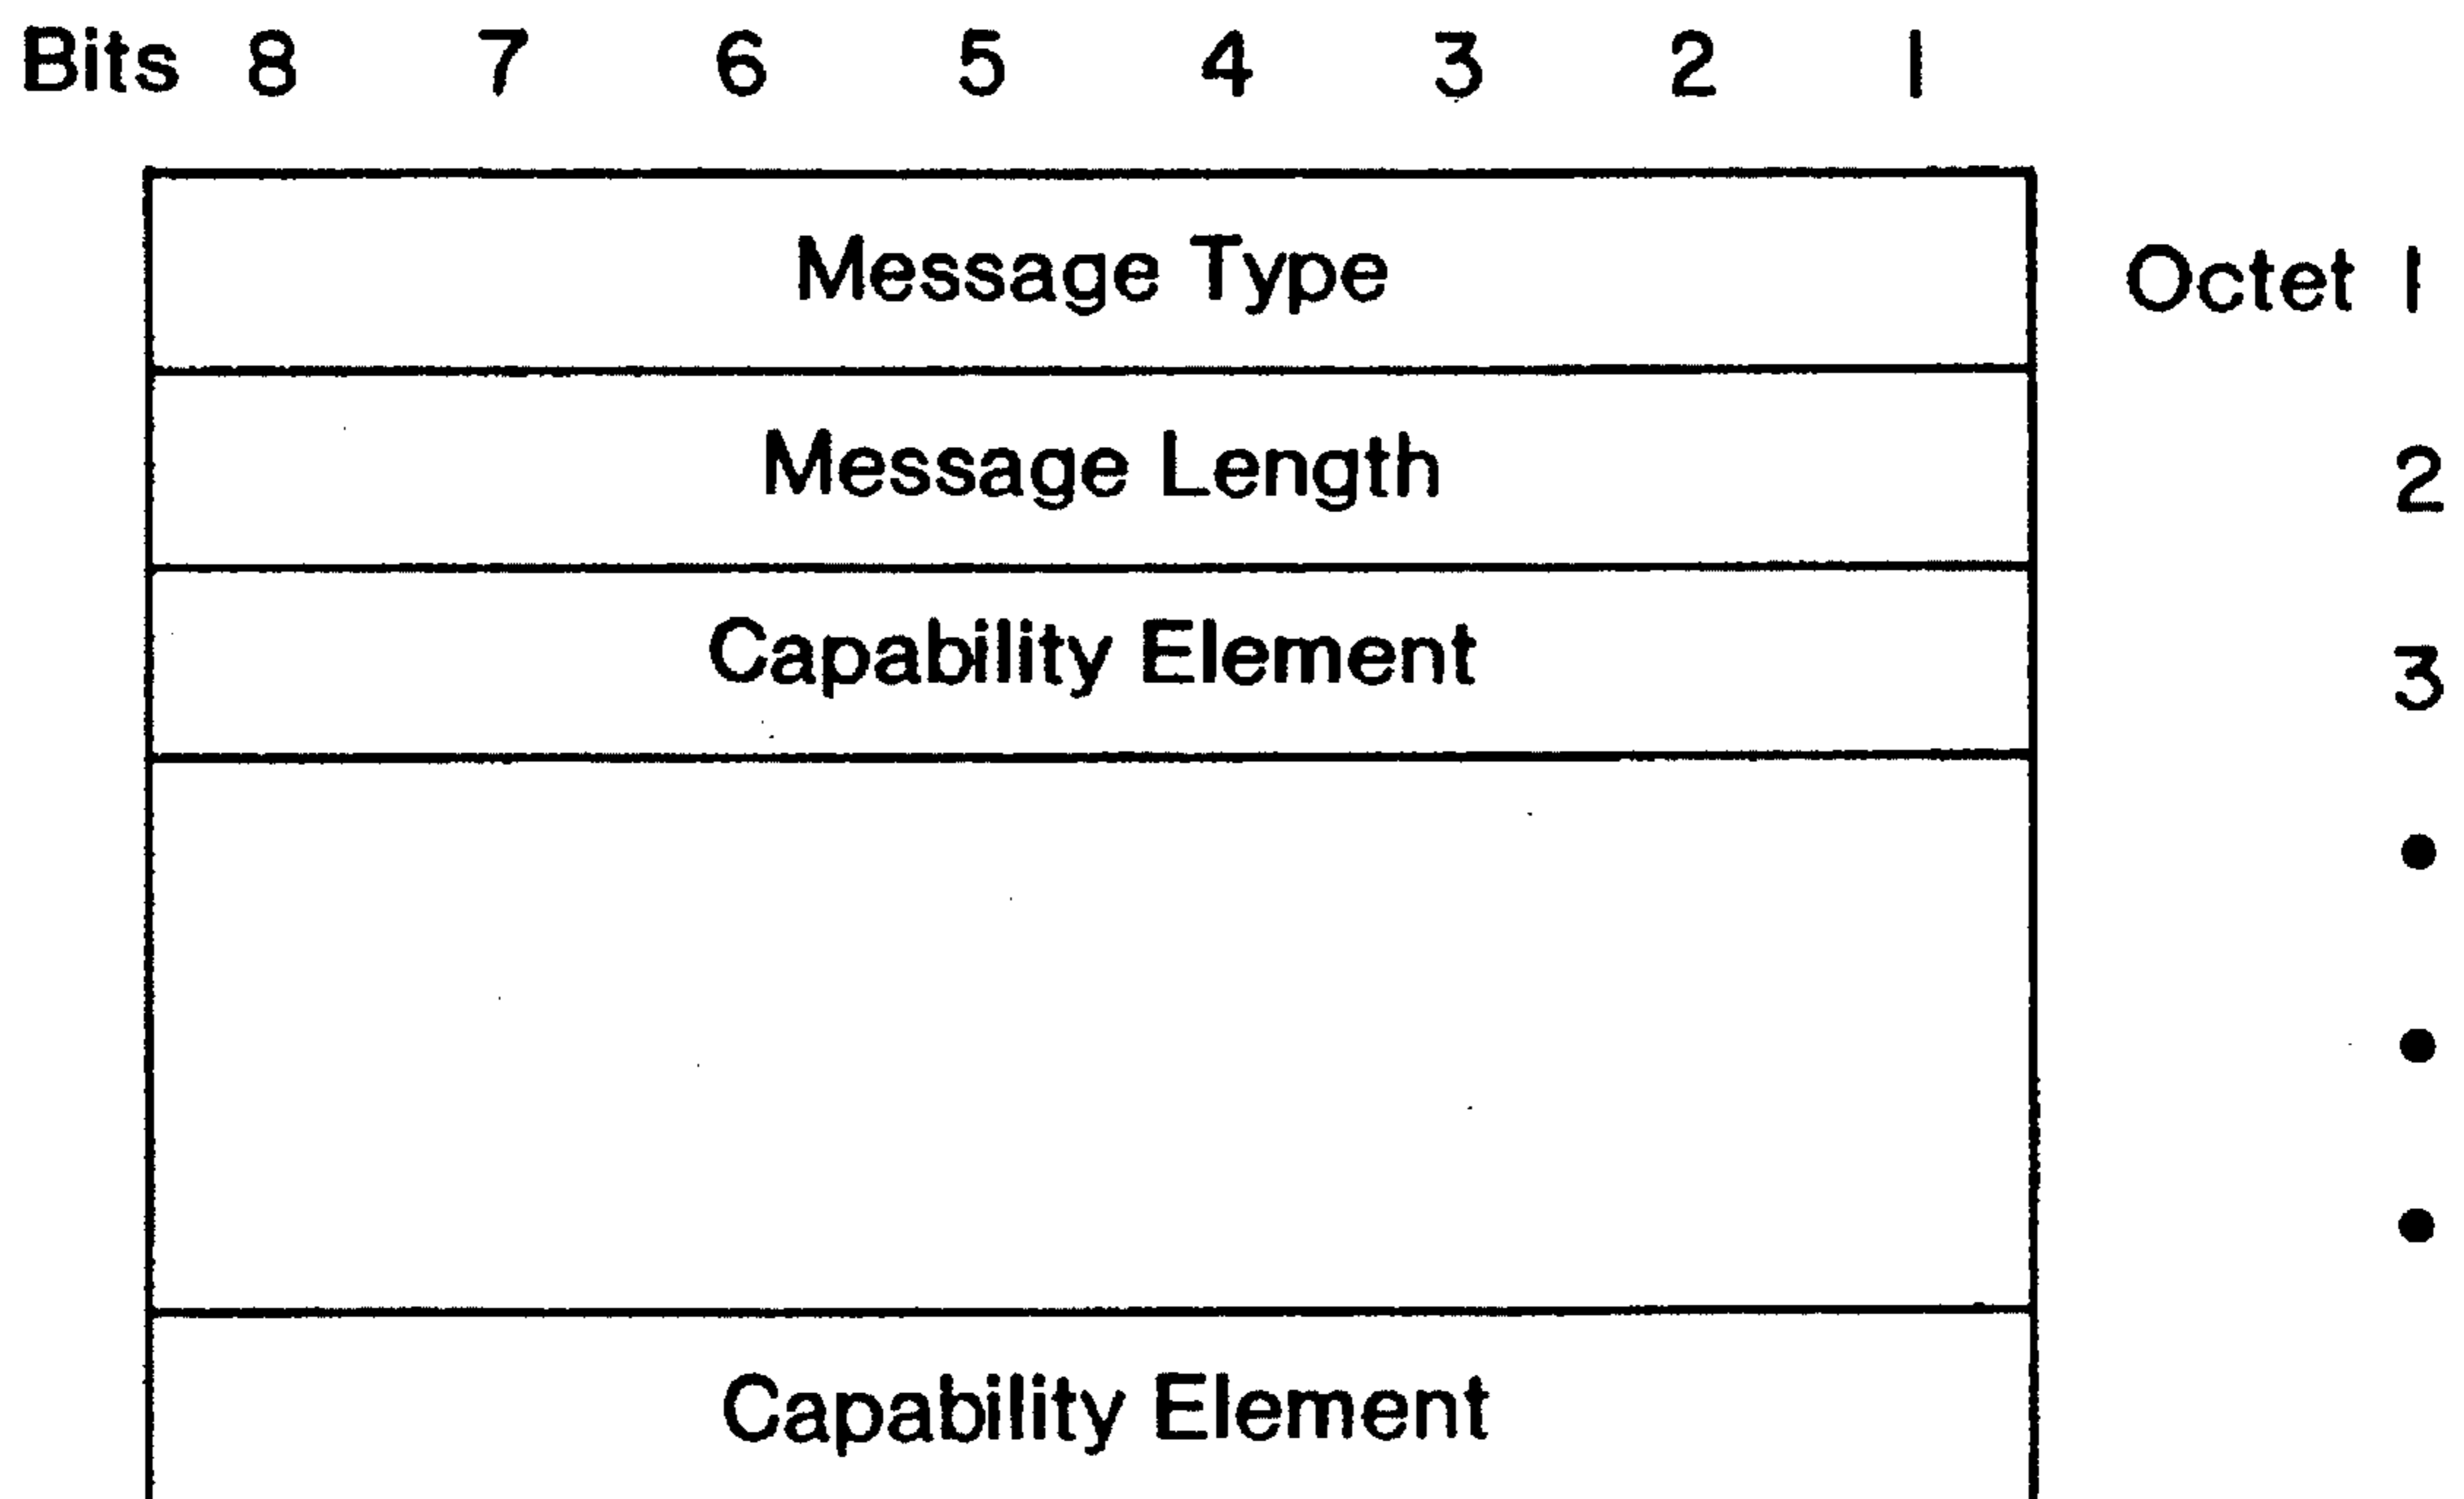 Bits 8 7 6 5 4 3 2 1
Message Type Octet 1
Message Length 2
Capability Element 3
•
•
•
Capability Element